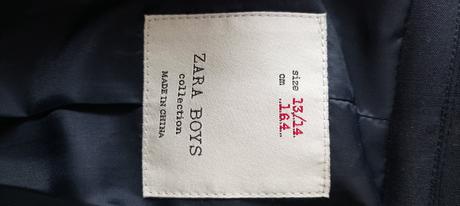 size 13/14.
cm ..164..
ZARA BOYS
collection
MADE IN CHINA